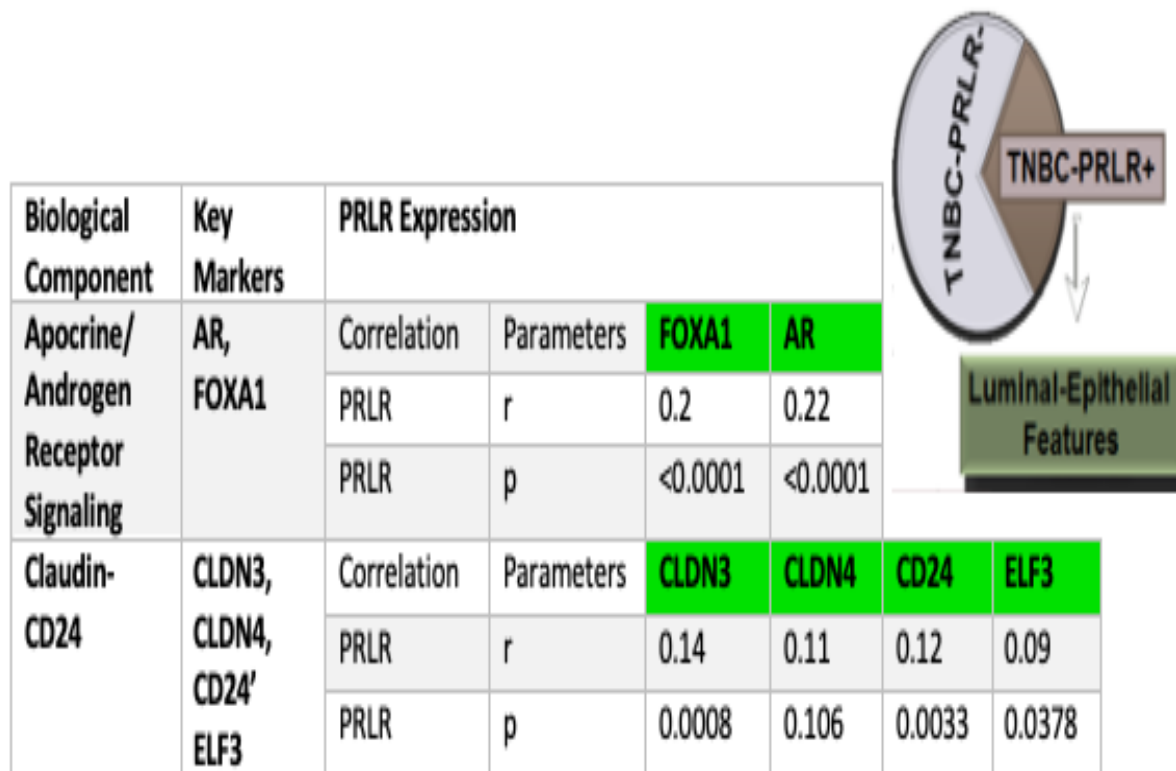 TNBC-PRLR-
TNBC-PRLR+
Luminal-Epithelial
Features
Biological Component Key Markers PRLR Expression
Apocrine/ Androgen Receptor Signaling AR, FOXA1 Correlation Parameters FOXA1 AR
PRLR r 0.2 0.22
PRLR p <0.0001 <0.0001
Claudin-CD24 CLDN3, CLDN4, CD24' ELF3 Correlation Parameters CLDN3 CLDN4 CD24 ELF3
PRLR r 0.14 0.11 0.12 0.09
PRLR p 0.0008 0.106 0.0033 0.0378